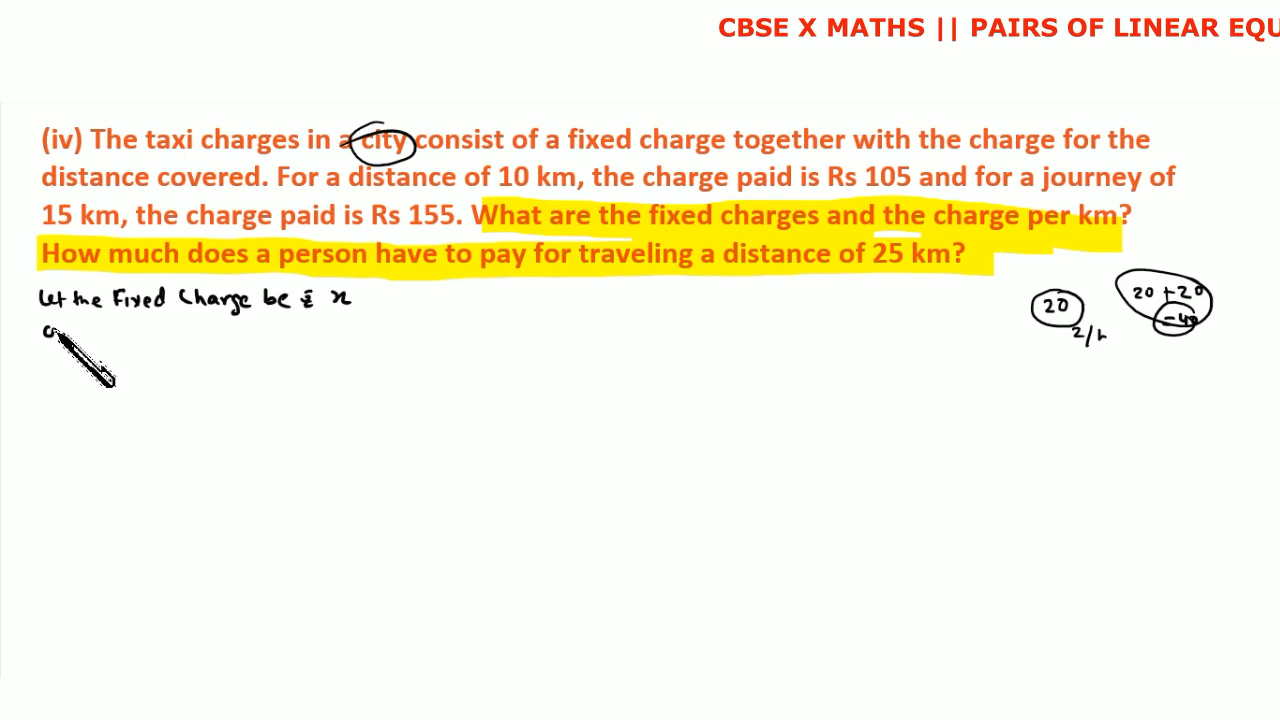 CBSE X MATHS || PAIRS OF LINEAR EQU
(iv) The taxi charges in a city consist of a fixed charge together with the charge for the
distance covered. For a distance of 10 km, the charge paid is Rs 105 and for a journey of
15 km, the charge paid is Rs 155. What are the fixed charges and the charge per km?
How much does a person have to pay for traveling a distance of 25 km?
Let the Fixed Charge be ₹ x
20
20 + 20
= 40